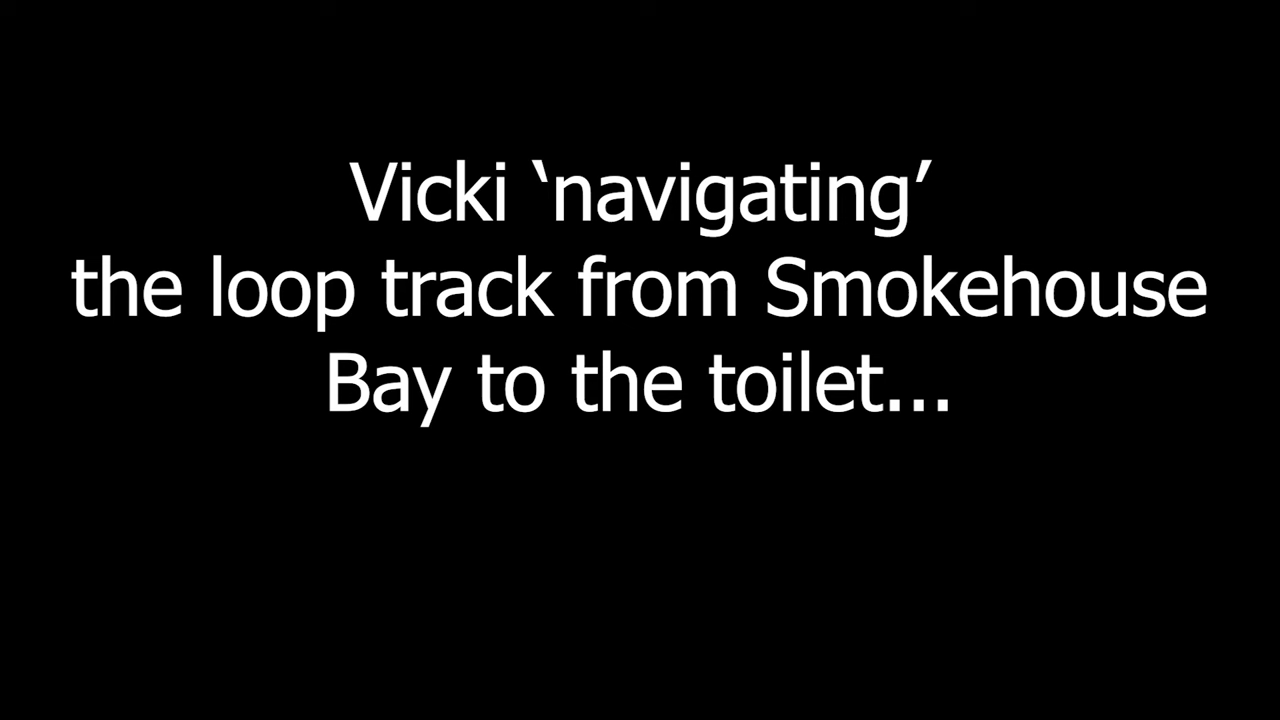 Vicki ‘navigating’
the loop track from Smokehouse
Bay to the toilet...